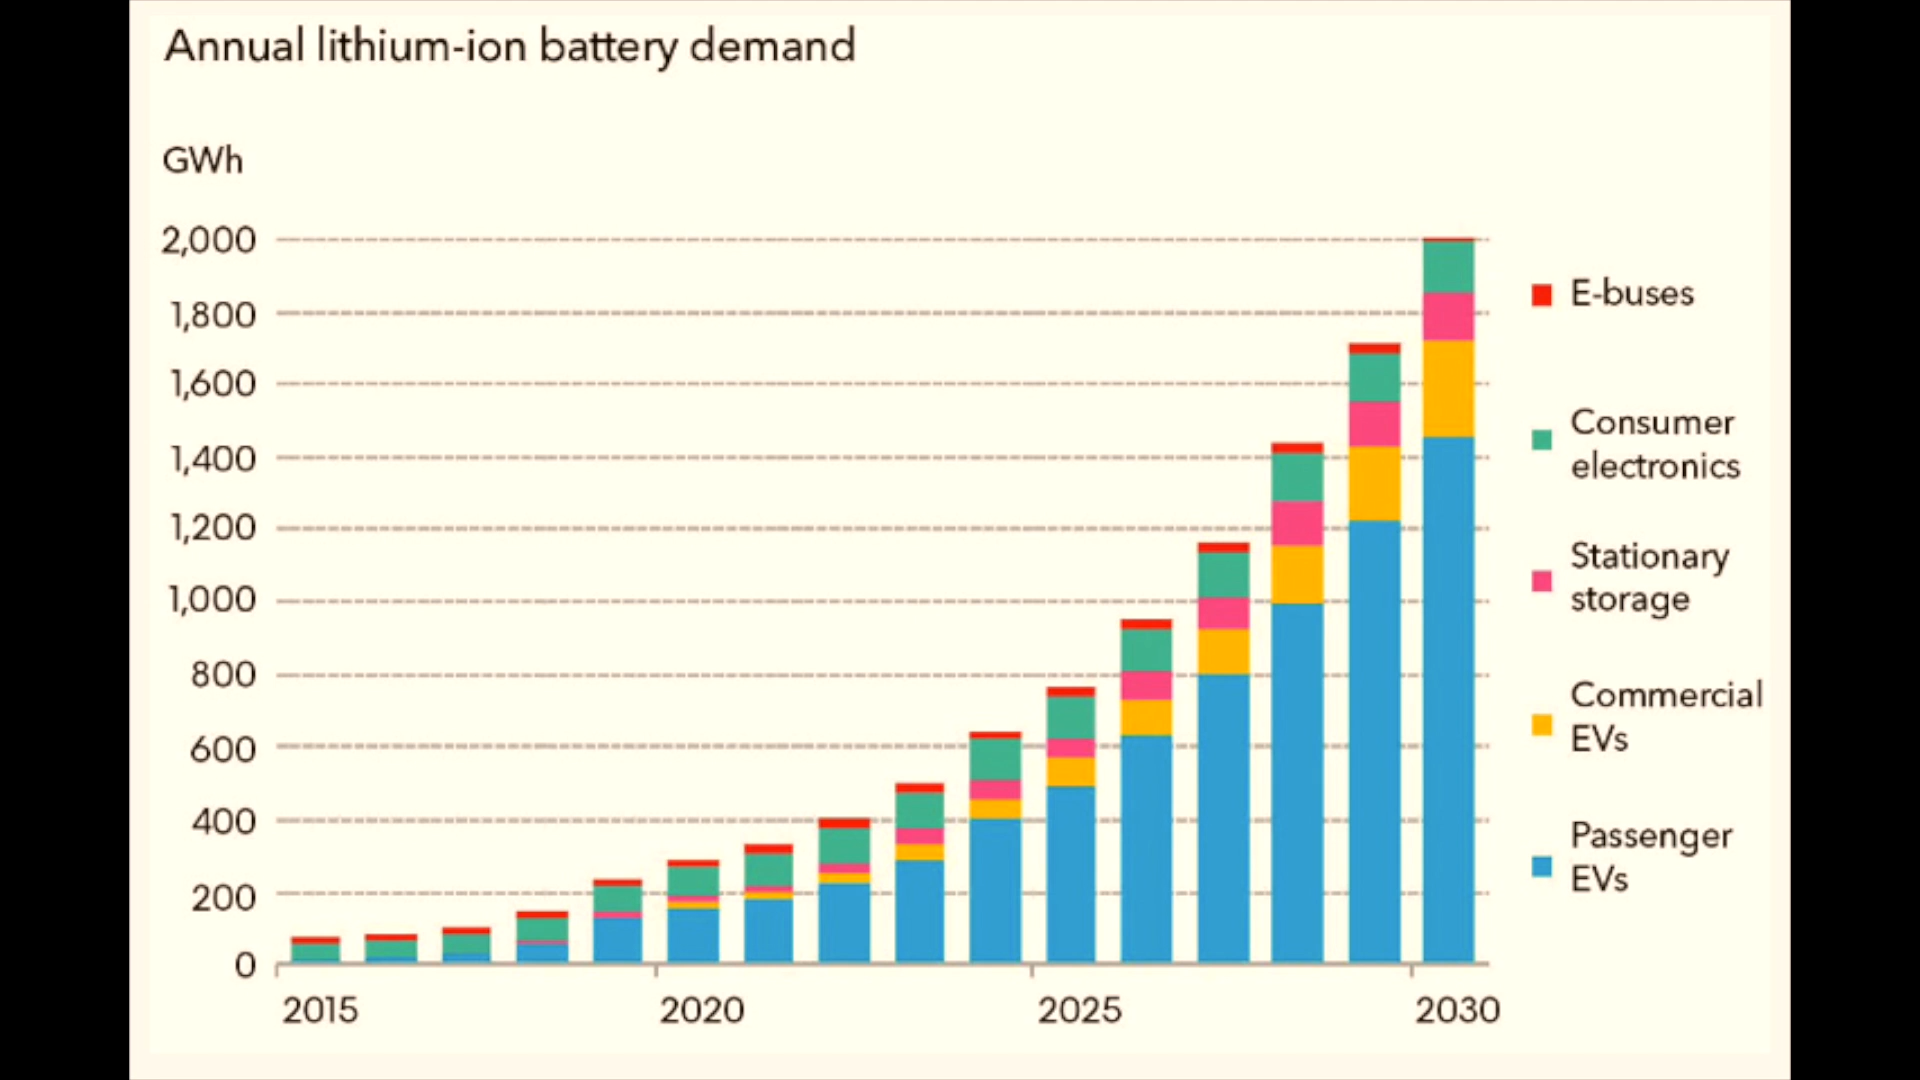 Annual lithium-ion battery demand
GWh
2,000
1,800
1,600
1,400
1,200
1,000
800
600
400
200
0
2015
2020
2025
2030
E-buses
Consumer
electronics
Stationary
storage
Commercial
EVs
Passenger
EVs